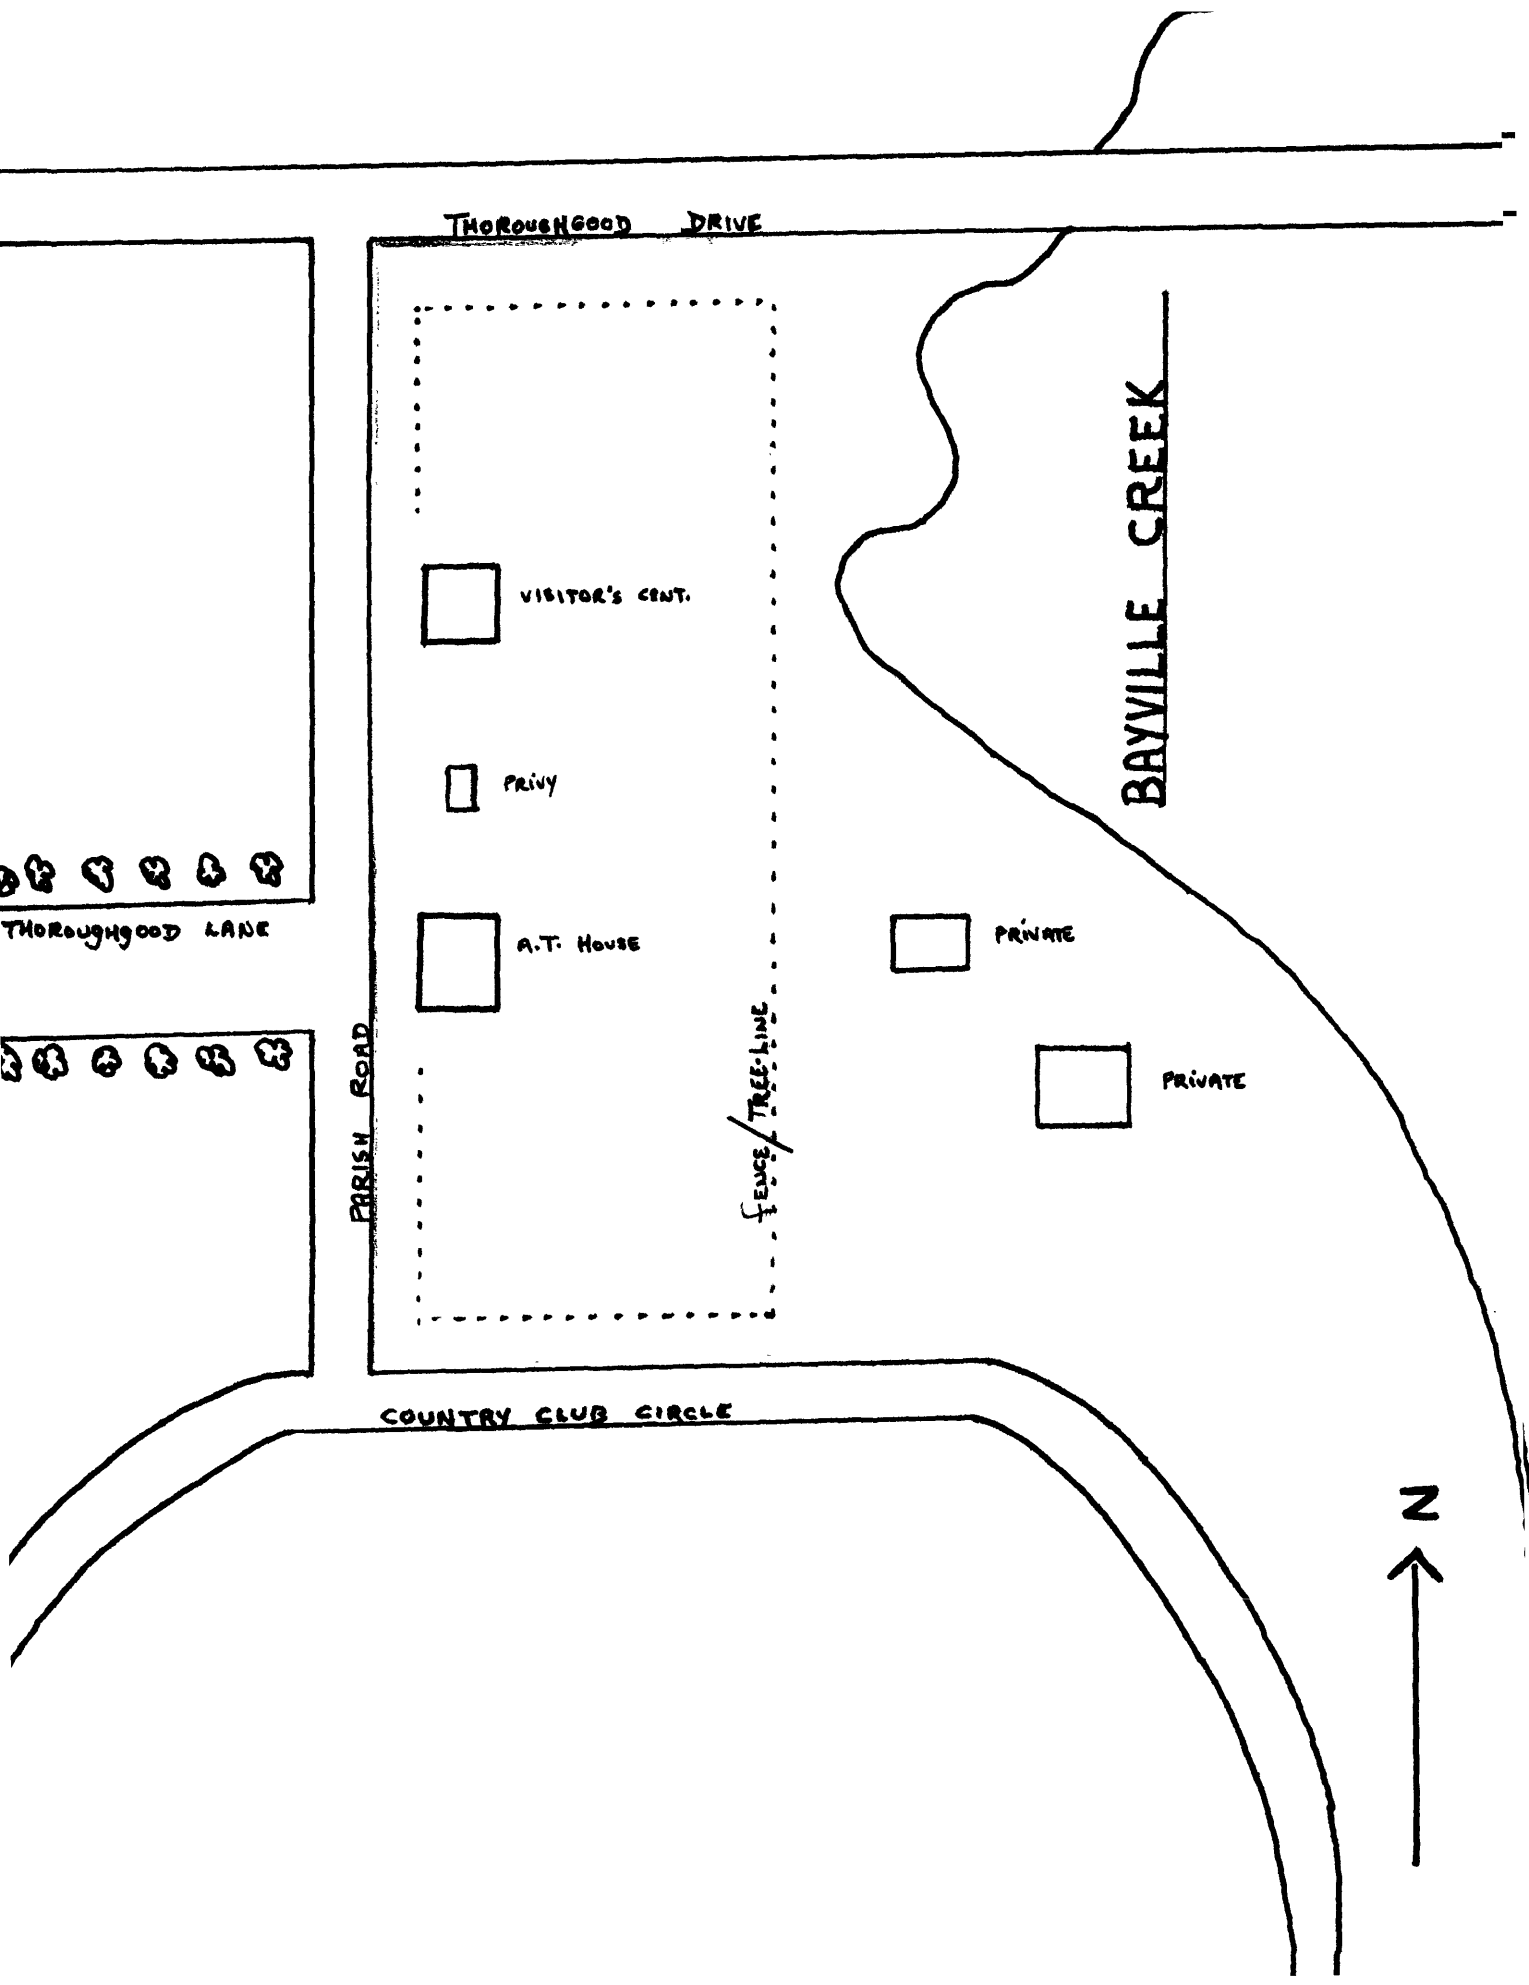 THOROUGHGOOD DRIVE
BAYVILLE CREEK
VISITOR'S CENT.
PRIVY
THOROUGHGOOD LANE
A.T. HOUSE
PRIVATE
PARISH ROAD
FENCE/TREE-LINE
PRIVATE
COUNTRY CLUB CIRCLE
N